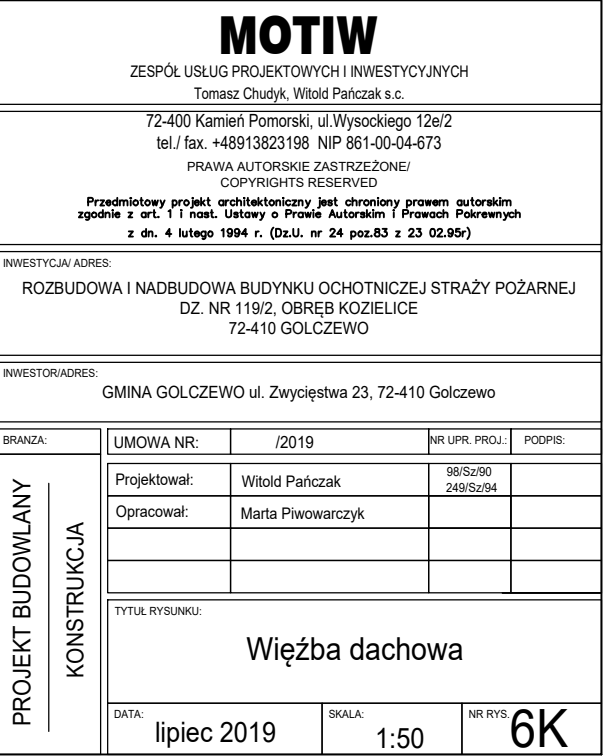 MOTIW
ZESPÓŁ USŁUG PROJEKTOWYCH I INWESTYCYJNYCH
Tomasz Chudyk, Witold Pańczak s.c.
72-400 Kamień Pomorski, ul.Wysockiego 12e/2
tel./ fax. +48913823198 NIP 861-00-04-673
PRAWA AUTORSKIE ZASTRZEŻONE/
COPYRIGHTS RESERVED
Przedmiotowy projekt architektoniczny jest chroniony prawem autorskim
zgodnie z art. 1 i nast. Ustawy o Prawie Autorskim i Prawach Pokrewnych
z dn. 4 lutego 1994 r. (Dz.U. nr 24 poz.83 z 23 02.95r)
INWESTYCJA/ ADRES:
ROZBUDOWA I NADBUDOWA BUDYNKU OCHOTNICZEJ STRAŻY POŻARNEJ
DZ. NR 119/2, OBRĘB KOZIELICE
72-410 GOLCZEWO
INWESTOR/ADRES:
GMINA GOLCZEWO ul. Zwycięstwa 23, 72-410 Golczewo
BRANZA:
PROJEKT BUDOWLANY
KONSTRUKCJA
UMOWA NR: /2019 NR UPR. PROJ.: PODPIS:
Projektował: Witold Pańczak 98/Sz/90
249/Sz/94
Opracował: Marta Piwowarczyk
TYTUŁ RYSUNKU:
Więźba dachowa
DATA: lipiec 2019
SKALA: 1:50
NR RYS. 6K